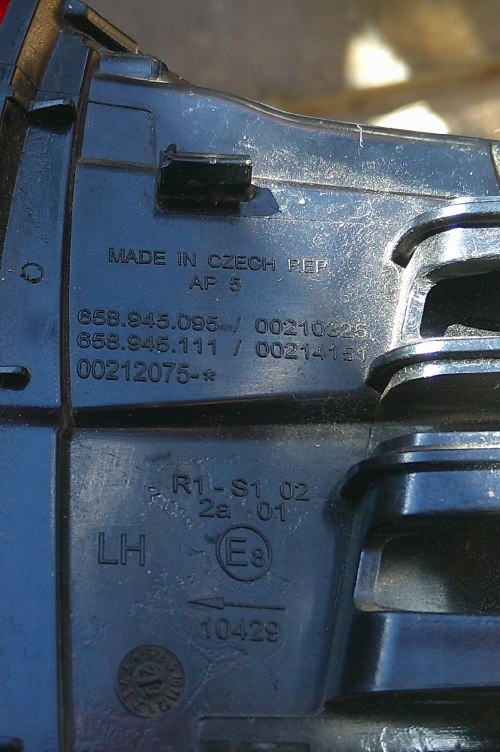 MADE IN CZECH REP
AP 5
658.945.095 / 00210325
658.945.111 / 00214151
00212075-*
R1-S1 02
2a 01
LH E8
10429